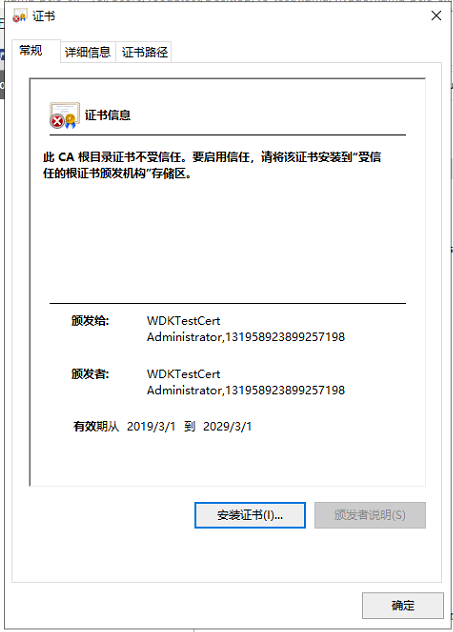 证书
常规 详细信息 证书路径
证书信息
此 CA 根目录证书不受信任。要启用信任，请将该证书安装到“受信
任的根证书颁发机构”存储区。
颁发给: WDKTestCert
Administrator,131958923899257198
颁发者: WDKTestCert
Administrator,131958923899257198
有效期从 2019/3/1 到 2029/3/1
安装证书(I)... 颁发者说明(S)
确定